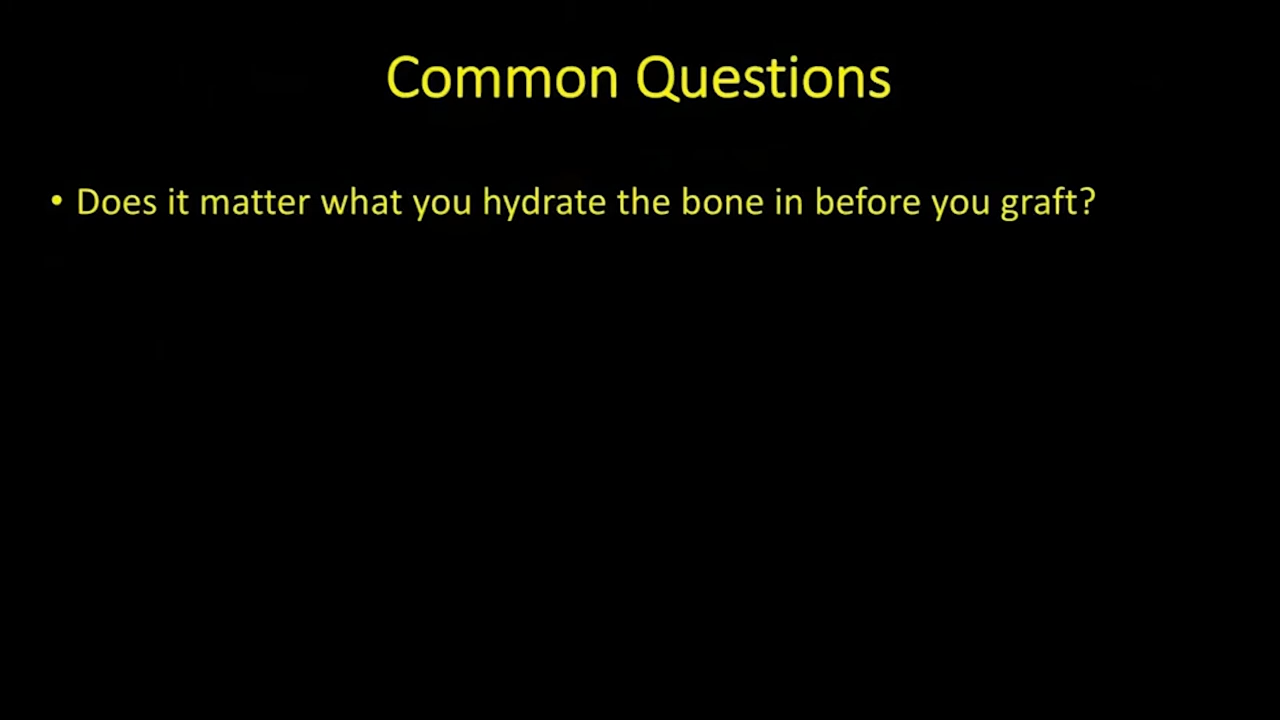 Common Questions
• Does it matter what you hydrate the bone in before you graft?